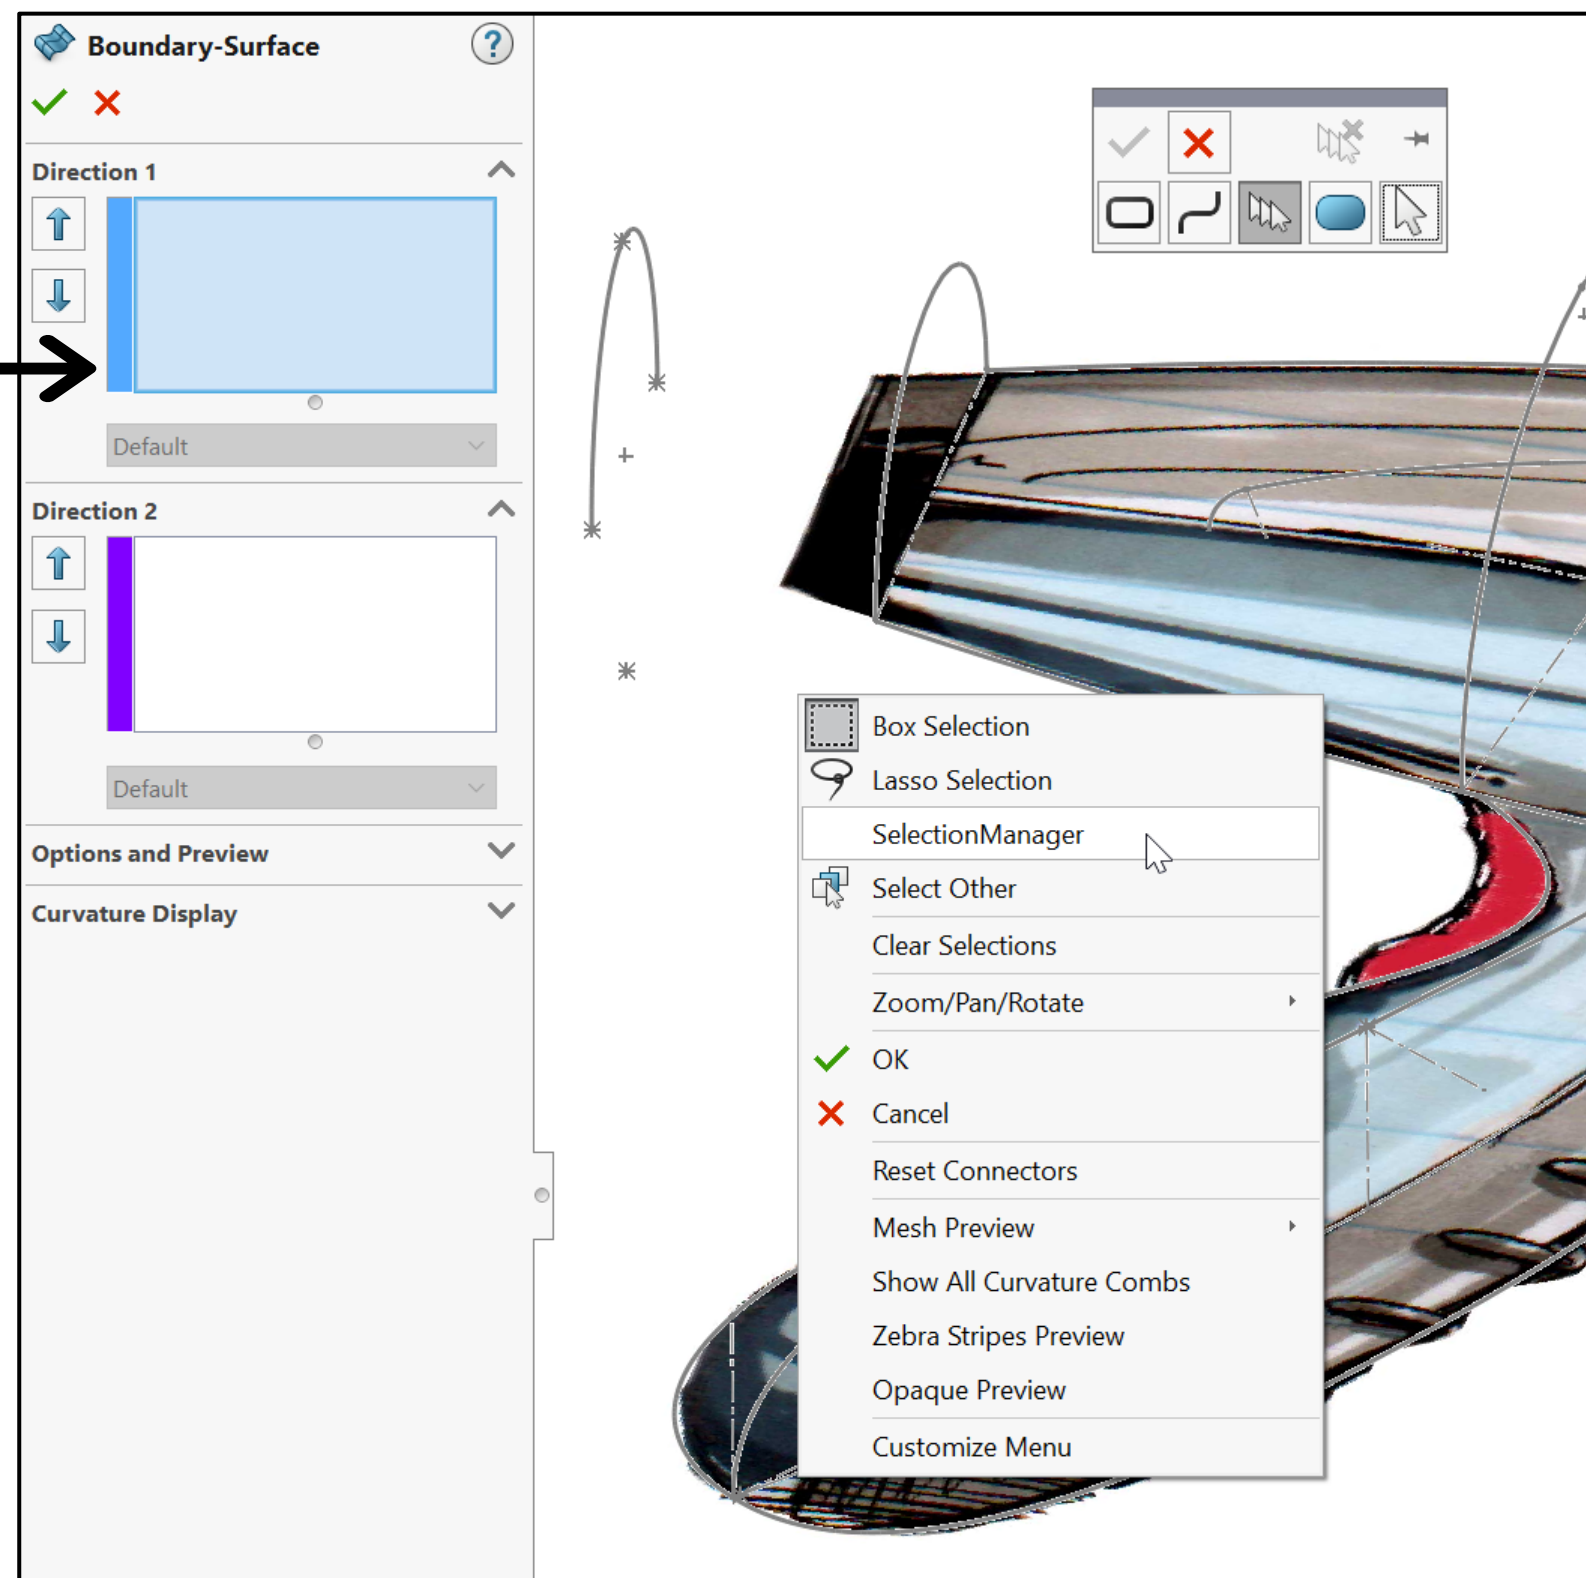 Boundary-Surface
?
Direction 1
Default
Direction 2
Default
Options and Preview
Curvature Display
Box Selection
Lasso Selection
SelectionManager
Select Other
Clear Selections
Zoom/Pan/Rotate
OK
Cancel
Reset Connectors
Mesh Preview
Show All Curvature Combs
Zebra Stripes Preview
Opaque Preview
Customize Menu